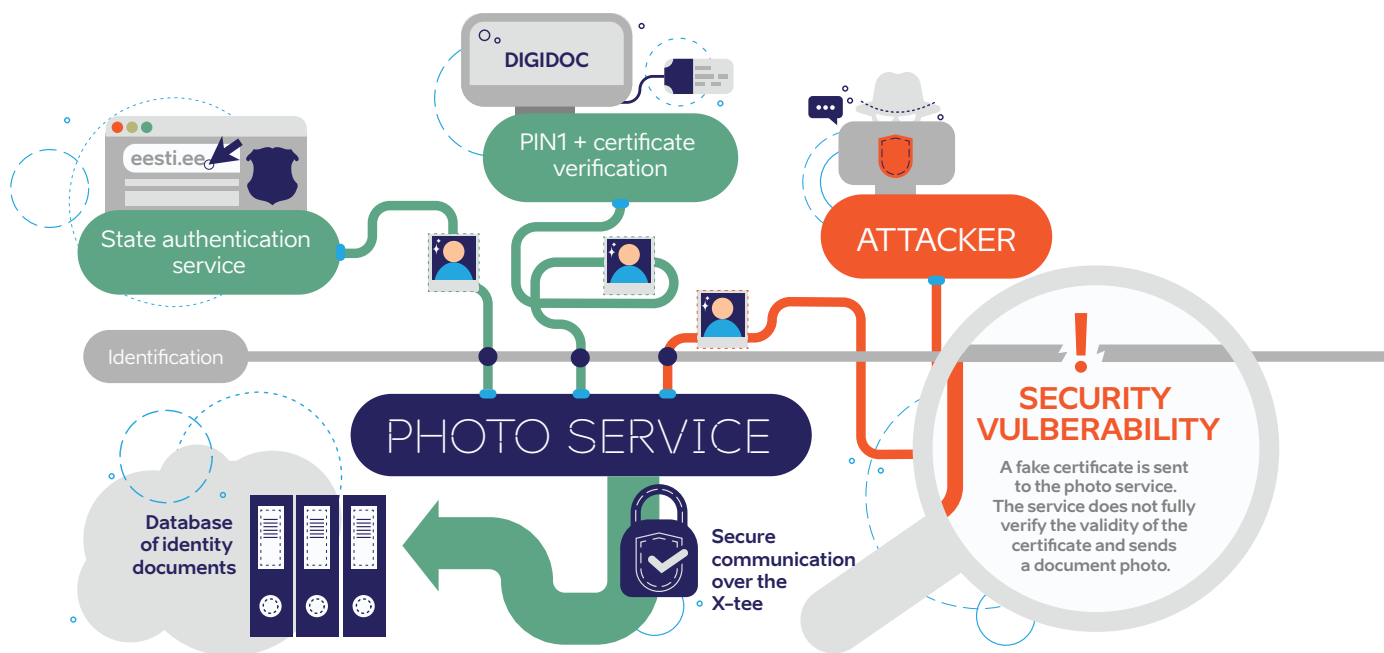 DIGIDOC
eesti.ee
PIN1 + certificate
verification
State authentication
service
ATTACKER
Identification
!
SECURITY
VULBERABILITY
A fake certificate is sent
to the photo service.
The service does not fully
verify the validity of the
certificate and sends
a document photo.
PHOTO SERVICE
Database
of identity
documents
Secure
communication
over the
X-tee